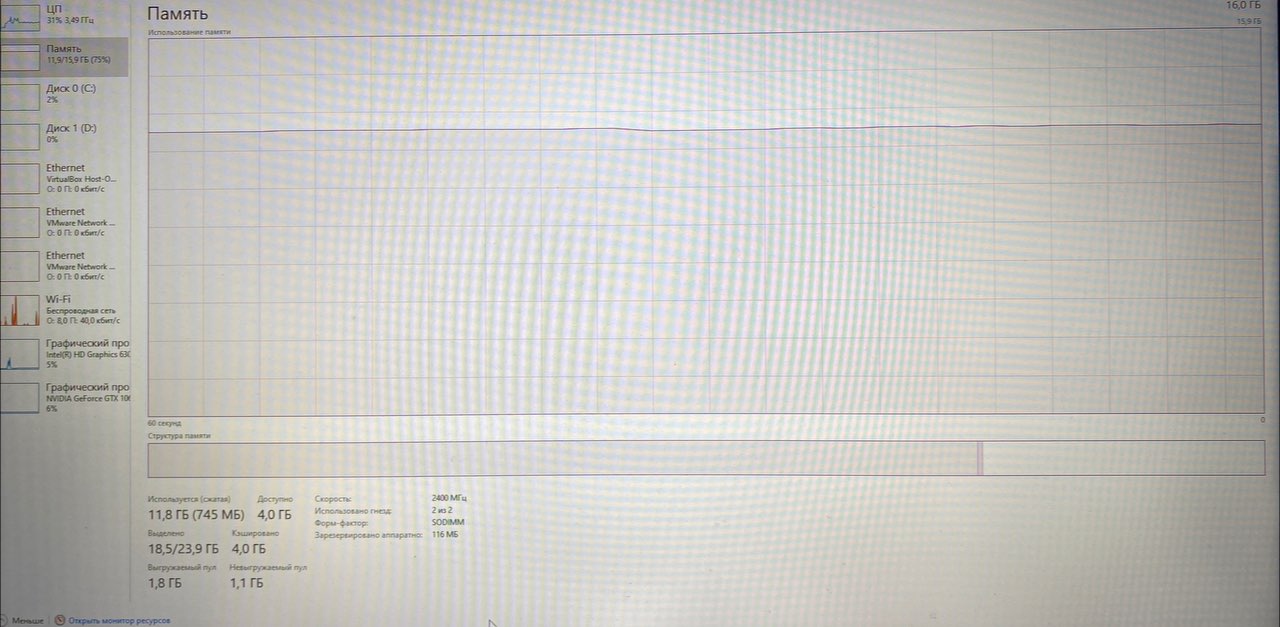 ЦП
31% 3,49 ГГц
Память
11,9/15,9 ГБ (75%)
Диск 0 (C:)
2%
Диск 1 (D:)
0%
Ethernet
VirtualBox Host-O...
О: 0 П: 0 кбит/с
Ethernet
VMware Network ...
О: 0 П: 0 кбит/с
Ethernet
VMware Network ...
О: 0 П: 0 кбит/с
Wi-Fi
Беспроводная сеть
О: 8,0 П: 40,0 кбит/с
Графический про
Intel(R) HD Graphics 630
5%
Графический про
NVIDIA GeForce GTX 106
6%
Меньше
Открыть монитор ресурсов
Память
16,0 ГБ
Использование памяти
15,9 ГБ
60 секунд
0
Структура памяти
Используется (сжатая)
Доступно
11,8 ГБ (745 МБ)
4,0 ГБ
Выделено
Кэшировано
18,5/23,9 ГБ
4,0 ГБ
Выгружаемый пул
Невыгружаемый пул
1,8 ГБ
1,1 ГБ
Скорость: 2400 МГц
Использовано гнезд: 2 из 2
Форм-фактор: SODIMM
Зарезервировано аппаратно: 116 МБ